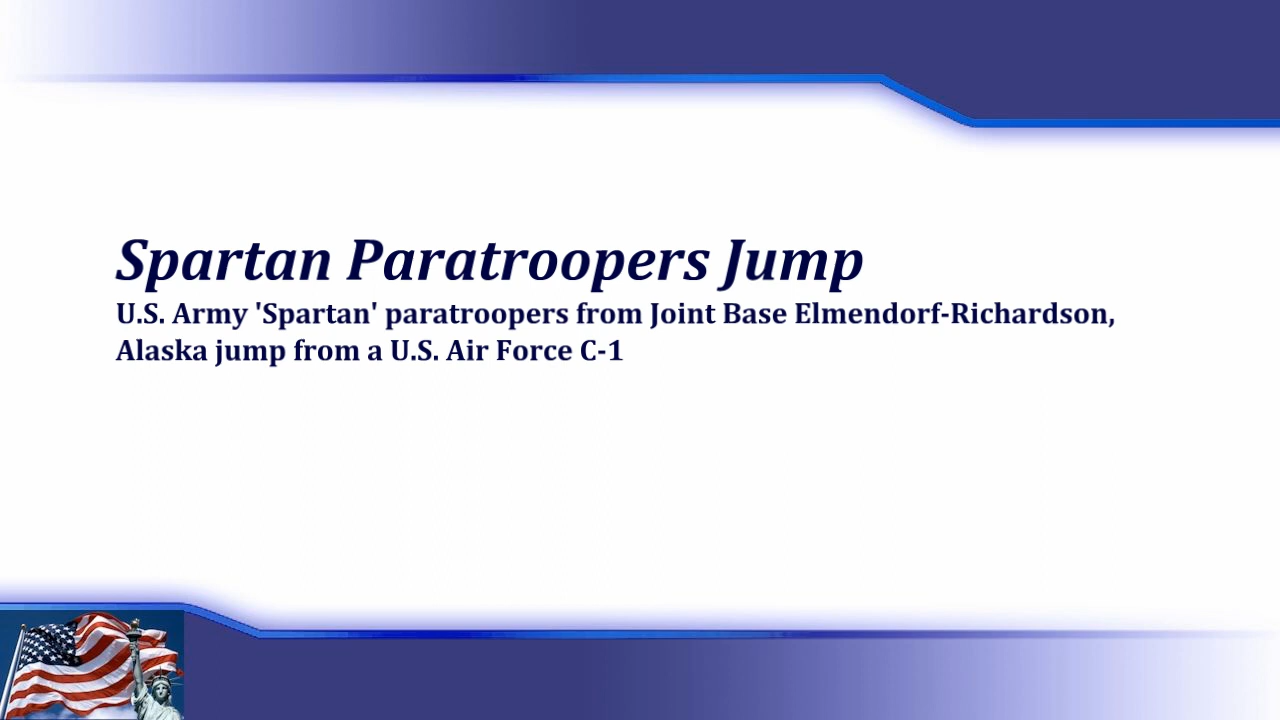 Spartan Paratroopers Jump
U.S. Army 'Spartan' paratroopers from Joint Base Elmendorf-Richardson,
Alaska jump from a U.S. Air Force C-1